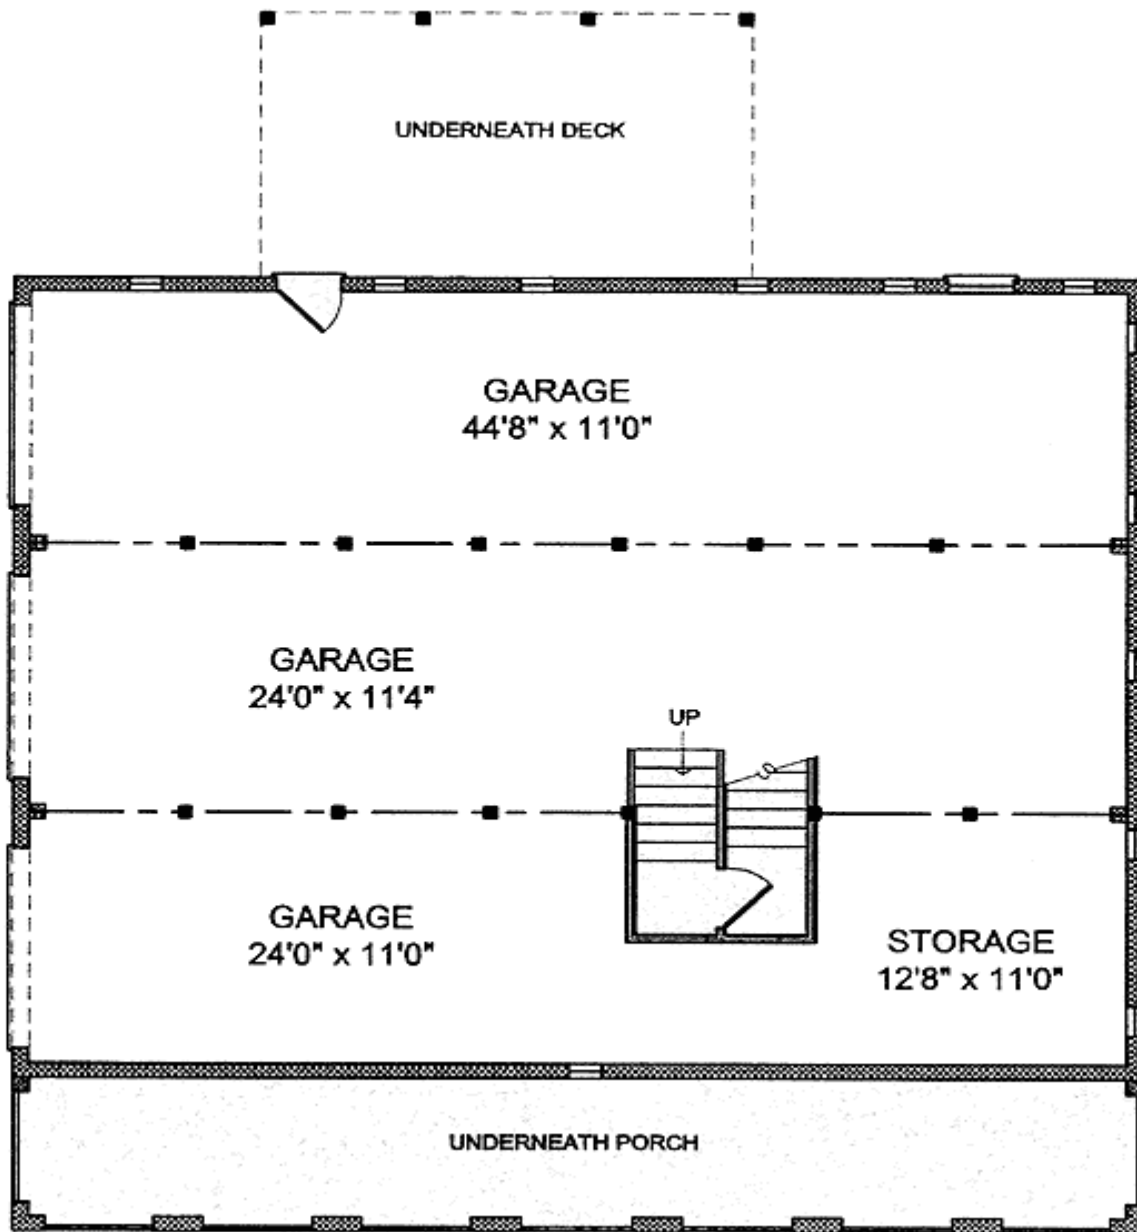 UNDERNEATH DECK
GARAGE
44'8" x 11'0"
GARAGE
24'0" x 11'4"
UP
GARAGE
24'0" x 11'0"
STORAGE
12'8" x 11'0"
UNDERNEATH PORCH